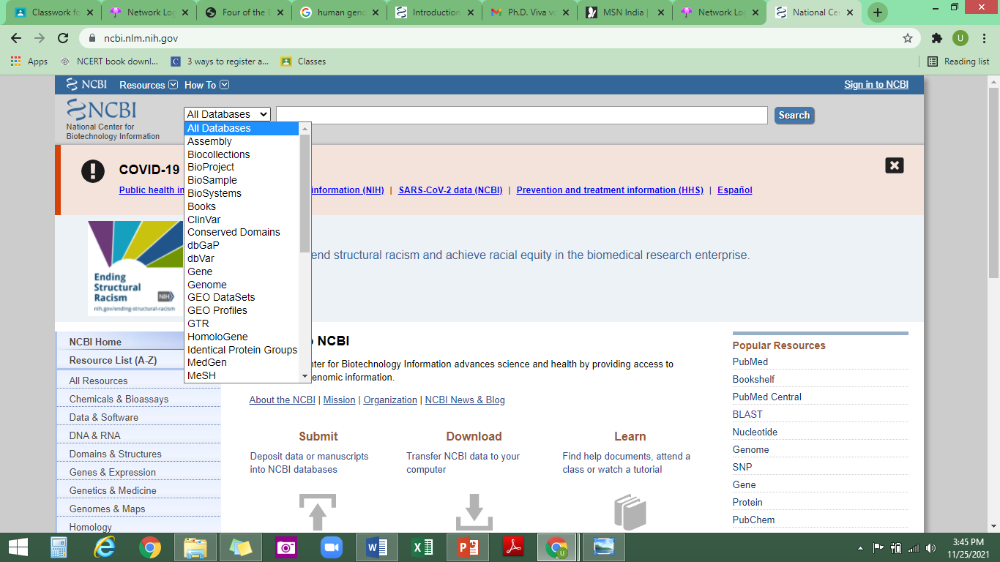 Classwork fo
Network Log
Four of the E
human geno
Introduction
Ph.D. Viva vo
MSN India |
Network Log
National Cen
ncbi.nlm.nih.gov
U
Apps
NCERT book downl...
3 ways to register a...
Classes
Reading list
NCBI
Resources
How To
Sign in to NCBI
NCBI
National Center for
Biotechnology Information
All Databases
Search
All Databases
Assembly
Biocollections
BioProject
BioSample
BioSystems
Books
ClinVar
Conserved Domains
dbGaP
dbVar
Gene
Genome
GEO DataSets
GEO Profiles
GTR
HomoloGene
Identical Protein Groups
MedGen
MeSH
COVID-19
Public health in
information (NIH) | SARS-CoV-2 data (NCBI) | Prevention and treatment information (HHS) | Español
Ending
Structural
Racism
NIH
nih.gov/ending-structural-racism
end structural racism and achieve racial equity in the biomedical research enterprise.
NCBI Home
Resource List (A-Z)
All Resources
Chemicals & Bioassays
Data & Software
DNA & RNA
Domains & Structures
Genes & Expression
Genetics & Medicine
Genomes & Maps
Homology
o NCBI
nter for Biotechnology Information advances science and health by providing access to
enomic information.
About the NCBI | Mission | Organization | NCBI News & Blog
Submit
Deposit data or manuscripts
into NCBI databases
Download
Transfer NCBI data to your
computer
Learn
Find help documents, attend a
class or watch a tutorial
Popular Resources
PubMed
Bookshelf
PubMed Central
BLAST
Nucleotide
Genome
SNP
Gene
Protein
PubChem
3:45 PM
11/25/2021